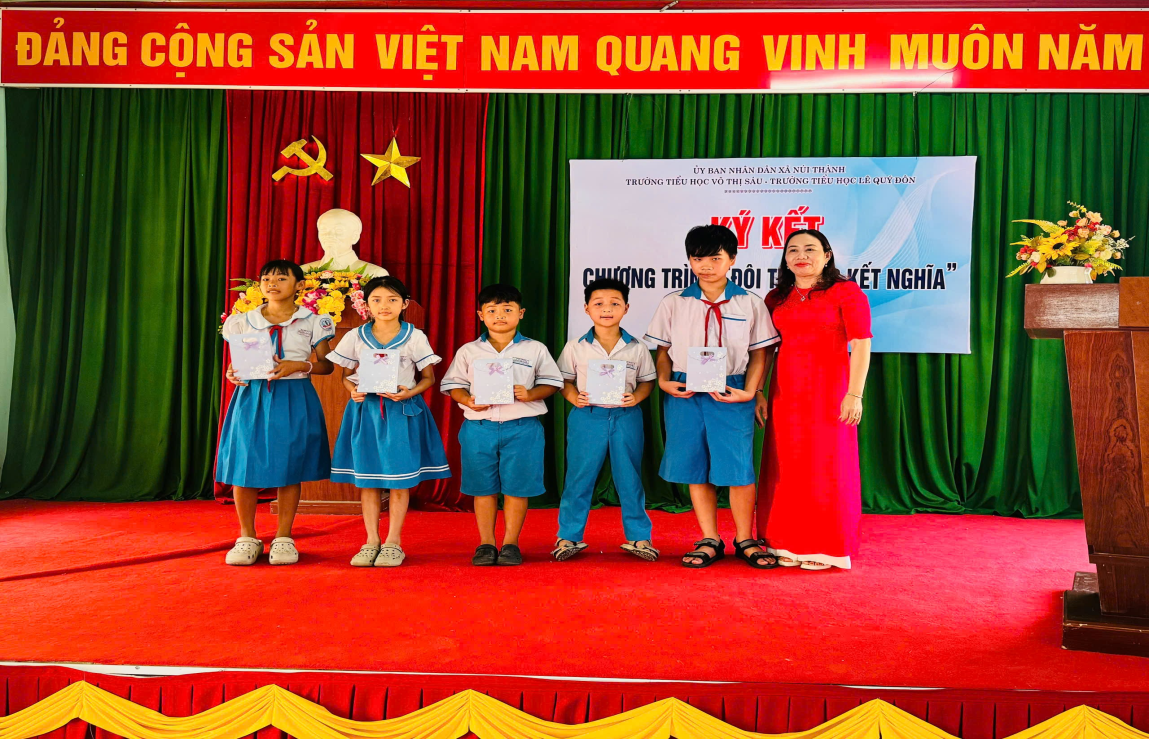 ĐẢNG CỘNG SẢN VIỆT NAM QUANG VINH MUÔN NĂM
ỦY BAN NHÂN DÂN XÃ NÚI THÀNH
TRƯỜNG TIỂU HỌC VÕ THỊ SÁU - TRƯỜNG TIỂU HỌC LÊ QUÝ ĐÔN
KÝ KẾT
CHƯƠNG ĐÔI KẾT NGHĨA”